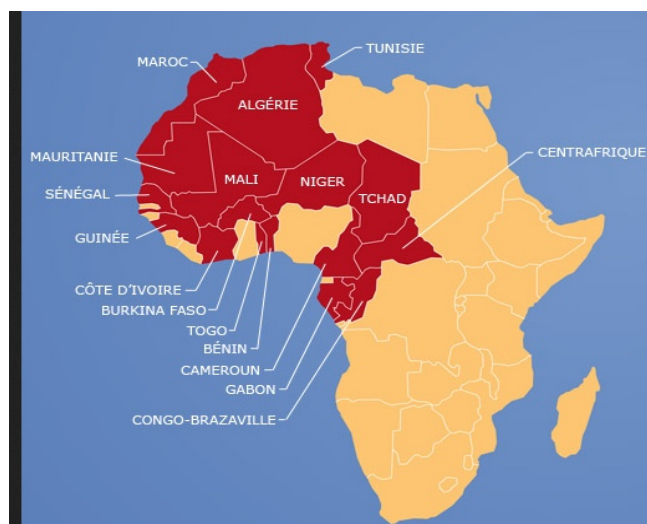 TUNISIE
MAROC
ALGÉRIE
CENTRAFRIQUE
MAURITANIE
MALI
NIGER
TCHAD
SÉNÉGAL
GUINÉE
CÔTE D'IVOIRE
BURKINA FASO
TOGO
BÉNIN
CAMEROUN
GABON
CONGO-BRAZAVILLE